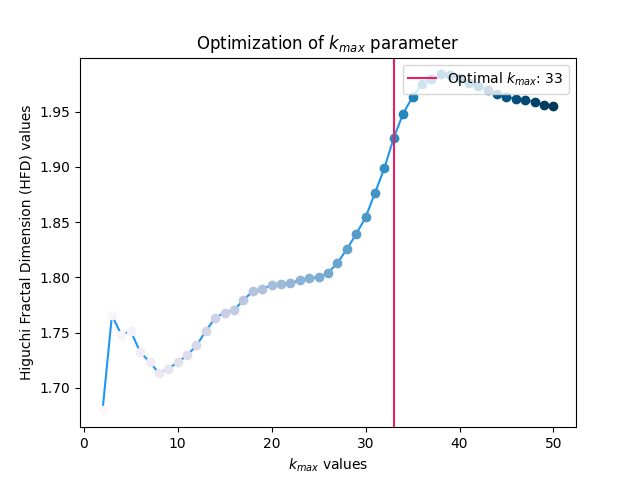 Optimization of k_max parameter
Optimal k_max: 33
Higuchi Fractal Dimension (HFD) values
1.95
1.90
1.85
1.80
1.75
1.70
0 10 20 30 40 50
k_max values